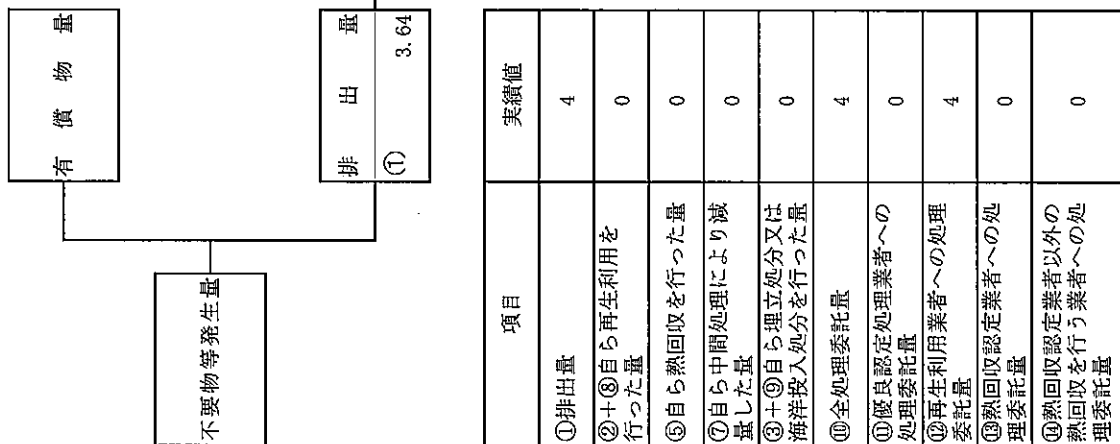 有償物量
不要物等発生量
排出量
① 3.64
項目 実績値
①排出量 4
②+⑧自ら再生利用を
行った量 0
⑤自ら熱回収を行った量 0
⑦自ら中間処理により減
量した量 0
③+⑨自ら埋立処分又は
海洋投入処分を行った量 0
⑩全処理委託量 4
⑪優良認定処理業者への
処理委託量 0
⑫再生利用業者への処理
委託量 4
⑬熱回収認定業者への処
理委託量 0
⑭熱回収認定業者以外の
熱回収を行う業者への処
理委託量 0